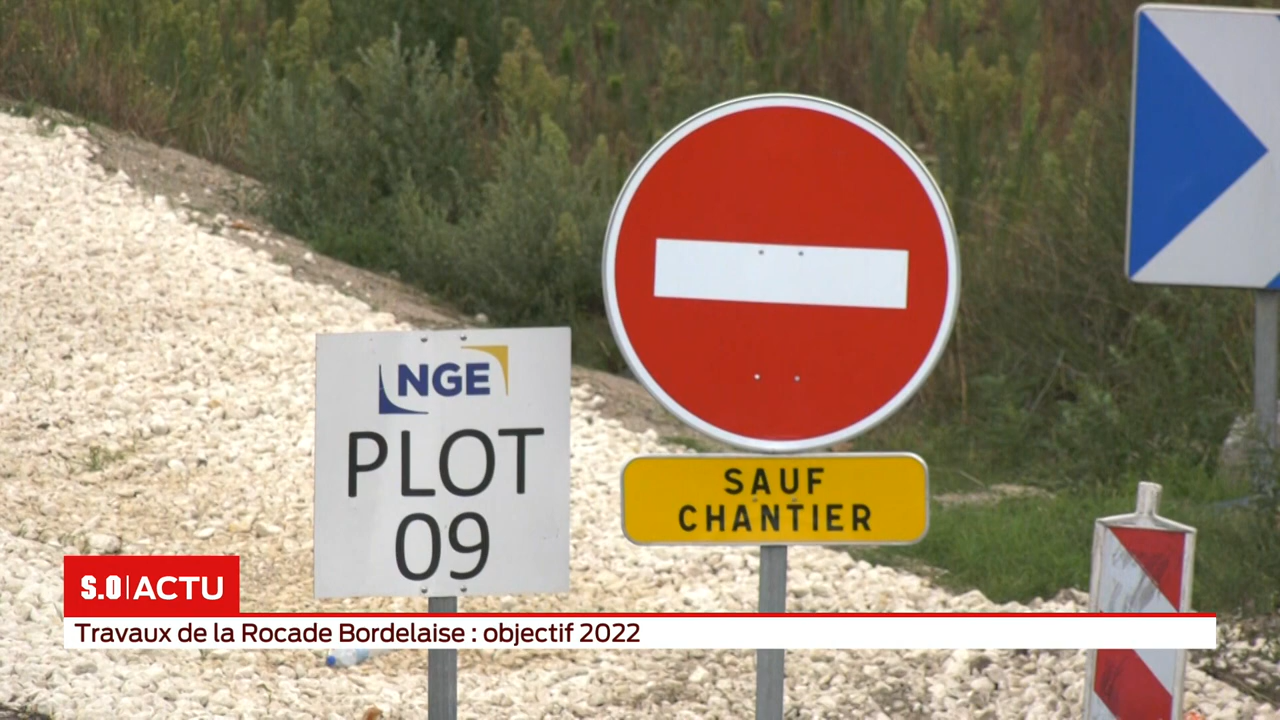 NGE
PLOT
09
SAUF
CHANTIER
S.O|ACTU
Travaux de la Rocade Bordelaise : objectif 2022